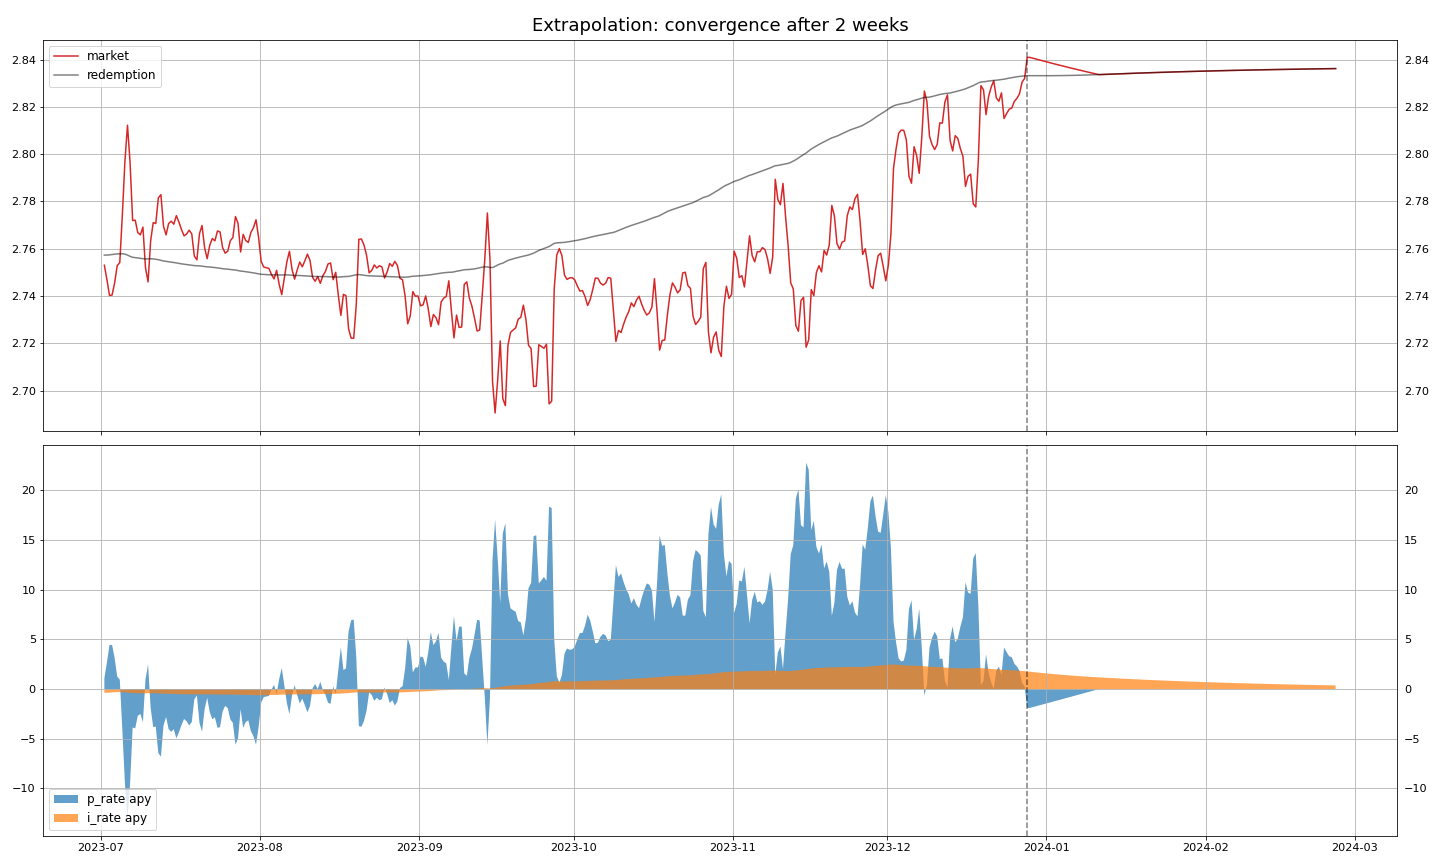 Extrapolation: convergence after 2 weeks
market
redemption
2.84 2.84
2.82 2.82
2.80 2.80
2.78 2.78
2.76 2.76
2.74 2.74
2.72 2.72
2.70 2.70
20 20
15 15
10 10
5 5
0 0
−5 −5
−10 −10
p_rate apy
i_rate apy
2023-07 2023-08 2023-09 2023-10 2023-11 2023-12 2024-01 2024-02 2024-03